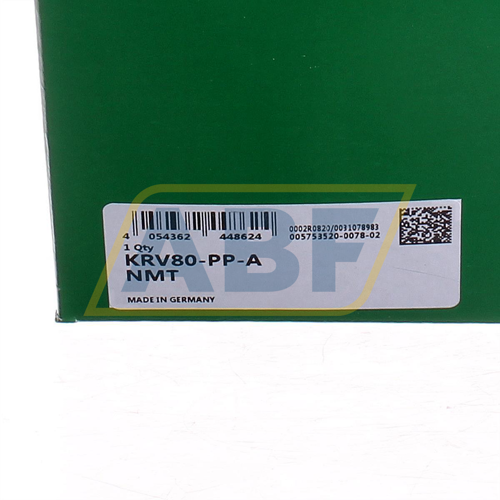 4 054362 448624
1 Qty
KRV80-PP-A
NMT
MADE IN GERMANY
0002R0820/0031078983
005753520-0078-02
ABF